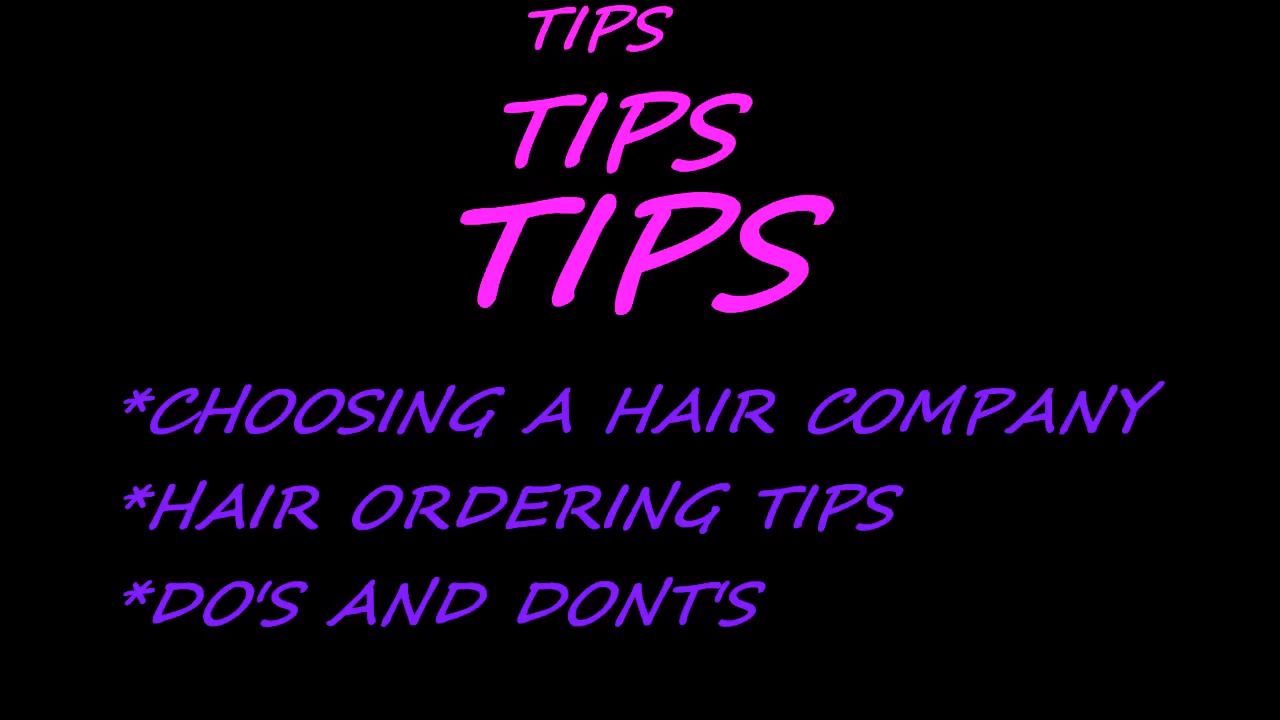 TIPS
TIPS
TIPS
*CHOOSING A HAIR COMPANY
*HAIR ORDERING TIPS
*DO'S AND DONT'S